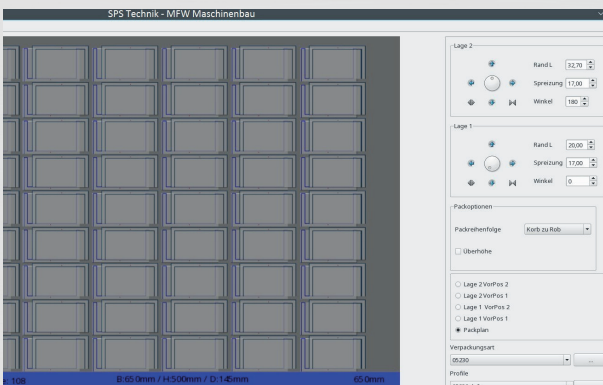 SPS Technik - MFW Maschinenbau
Lage 2
Rand L 32,70
Spreizung 17,00
Winkel 180
Lage 1
Rand L 20,00
Spreizung 17,00
Winkel 0
Packoptionen
Packreihenfolge Korb zu Rob
Überhöhe
Lage 2 VorPos 2
Lage 2 VorPos 1
Lage 1 VorPos 2
Lage 1 VorPos 1
Packplan
Verpackungsart
05230 ...
Profile
108 B:650mm / H:500mm / D:145mm 650mm